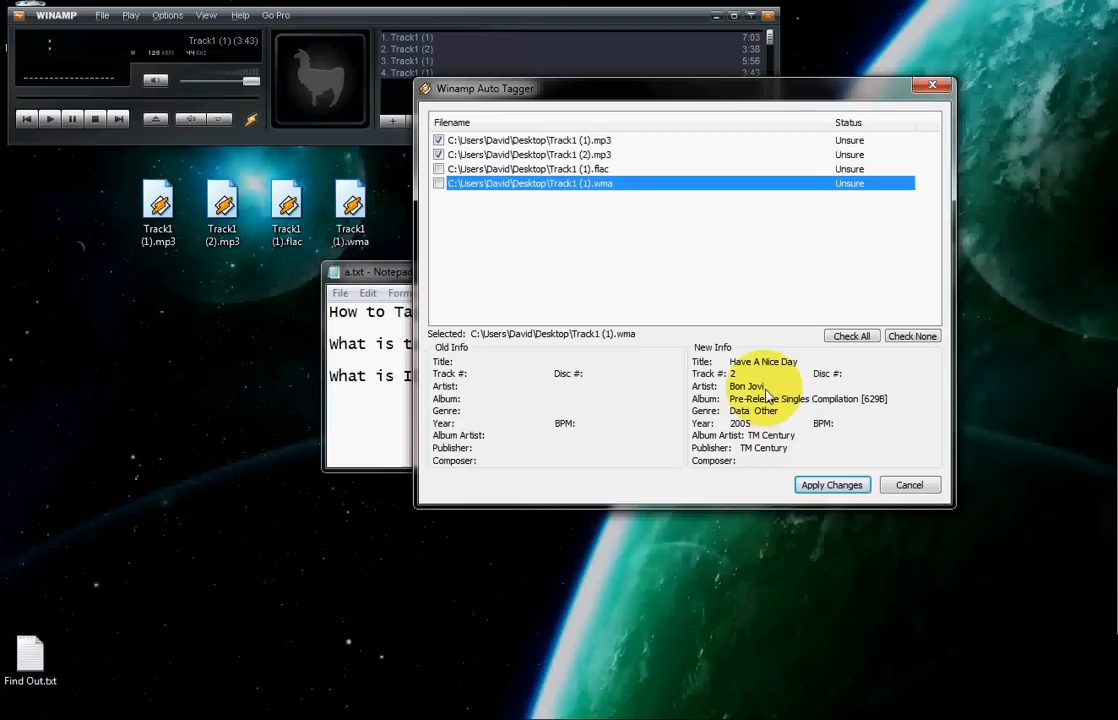 WINAMP File Play Options View Help Go Pro
Track1 (1) (3:43)
128 KBPS 44 KHZ
1. Track1 (1) 7:03
2. Track1 (2) 3:38
3. Track1 (1) 5:56
4. Track1 (1) 3:43
Winamp Auto Tagger
Filename Status
C:\Users\David\Desktop\Track1 (1).mp3 Unsure
C:\Users\David\Desktop\Track1 (2).mp3 Unsure
C:\Users\David\Desktop\Track1 (1).flac Unsure
C:\Users\David\Desktop\Track1 (1).wma Unsure
Track1 (1).mp3
Track1 (2).mp3
Track1 (1).flac
Track1 (1).wma
a.txt - Notepad
File Edit
How to
What is
What is
Selected: C:\Users\David\Desktop\Track1 (1).wma
Check All Check None
Old Info
Title:
Track #: Disc #:
Artist:
Album:
Genre:
Year: BPM:
Album Artist:
Publisher:
Composer:
New Info
Title: Have A Nice Day
Track #: 2 Disc #:
Artist: Bon Jovi
Album: Pre-Release Singles Compilation [629B]
Genre: Data Other
Year: 2005 BPM:
Album Artist: TM Century
Publisher: TM Century
Composer:
Apply Changes Cancel
Find Out.txt